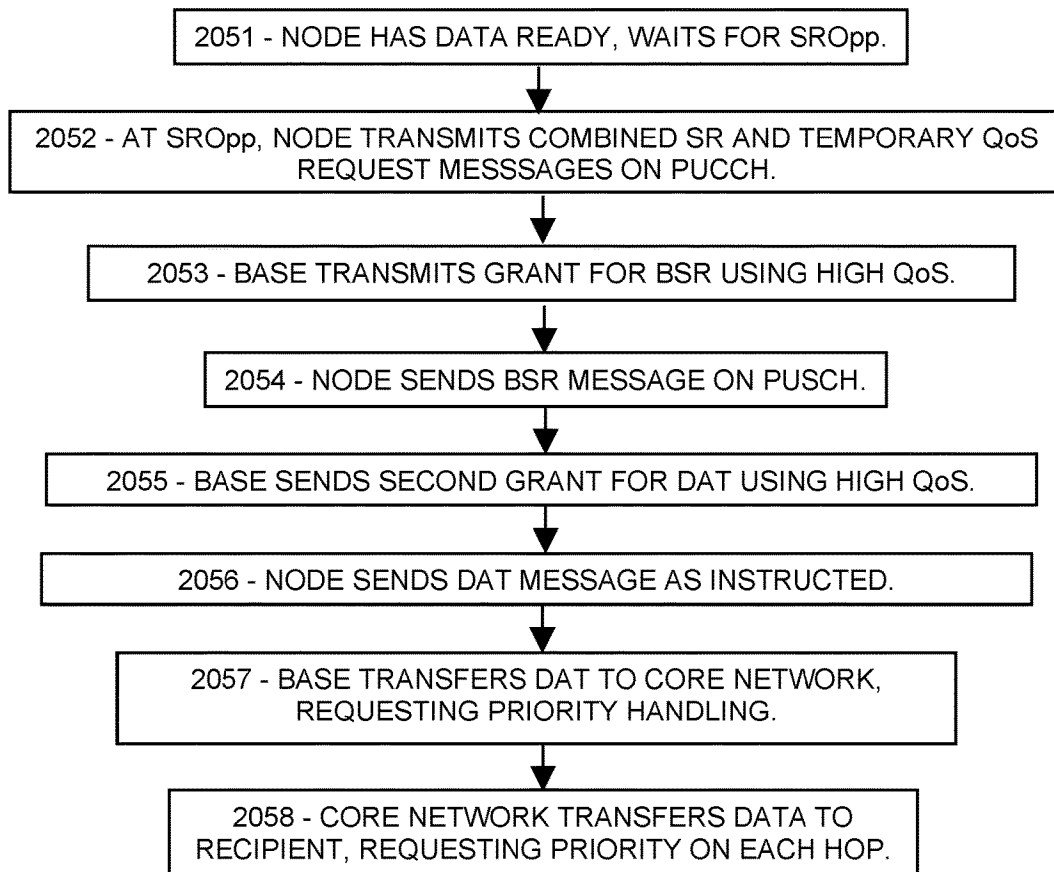 2051 - NODE HAS DATA READY, WAITS FOR SROpp.
2052 - AT SROpp, NODE TRANSMITS COMBINED SR AND TEMPORARY QoS
REQUEST MESSSAGES ON PUCCH.
2053 - BASE TRANSMITS GRANT FOR BSR USING HIGH QoS.
2054 - NODE SENDS BSR MESSAGE ON PUSCH.
2055 - BASE SENDS SECOND GRANT FOR DAT USING HIGH QoS.
2056 - NODE SENDS DAT MESSAGE AS INSTRUCTED.
2057 - BASE TRANSFERS DAT TO CORE NETWORK,
REQUESTING PRIORITY HANDLING.
2058 - CORE NETWORK TRANSFERS DATA TO
RECIPIENT, REQUESTING PRIORITY ON EACH HOP.